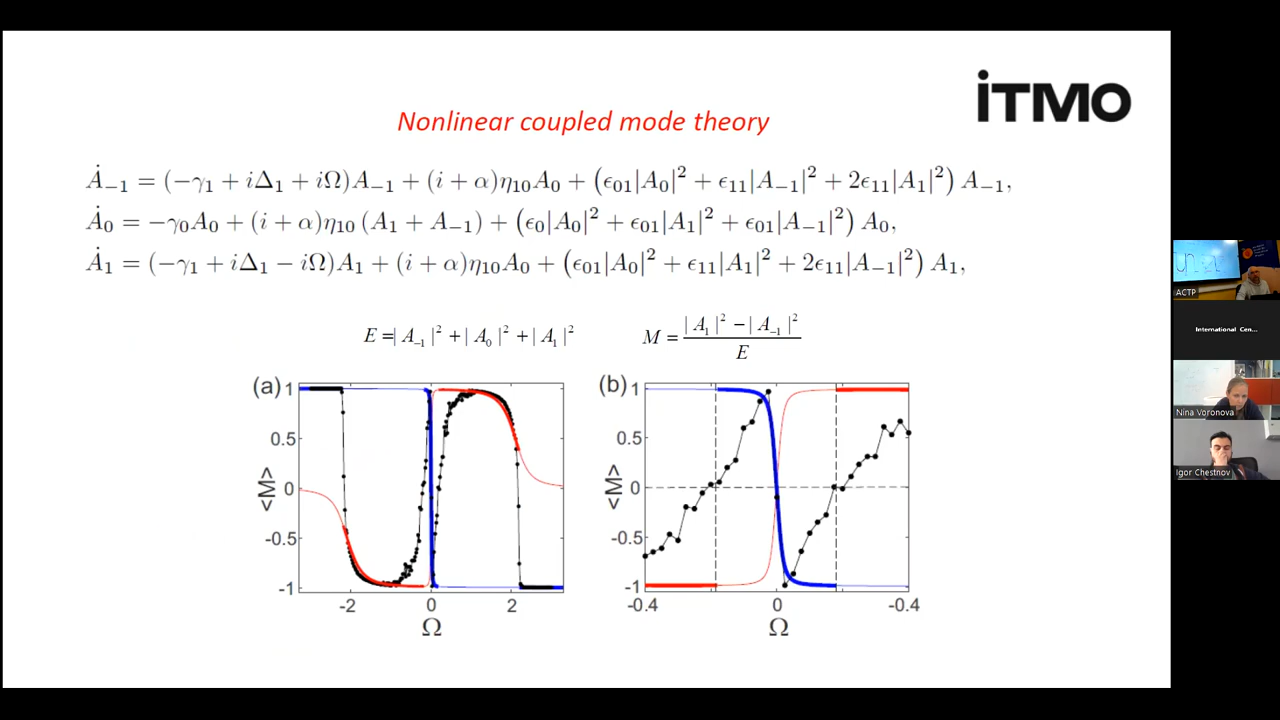 iTMO
Nonlinear coupled mode theory
Ȧ₋₁ = (−γ₁ + iΔ₁ + iΩ)A₋₁ + (i + α)η₁₀A₀ + (ϵ₀₁|A₀|² + ϵ₁₁|A₋₁|² + 2ϵ₁₁|A₁|²) A₋₁,
Ȧ₀ = −γ₀A₀ + (i + α)η₁₀ (A₁ + A₋₁) + (ϵ₀|A₀|² + ϵ₀₁|A₁|² + ϵ₀₁|A₋₁|²) A₀,
Ȧ₁ = (−γ₁ + iΔ₁ − iΩ)A₁ + (i + α)η₁₀A₀ + (ϵ₀₁|A₀|² + ϵ₁₁|A₁|² + 2ϵ₁₁|A₋₁|²) A₁,
E =| A₋₁ |² + | A₀ |² + | A₁ |²
M = | A₁ |² − | A₋₁ |² / E
(a)
1
0.5
0
-0.5
-1
<M>
-2 0 2
Ω
(b)
1
0.5
0
-0.5
-1
<M>
-0.4 0 -0.4
Ω
ACTP
International Cen...
Nina Voronova
Igor Chestnov